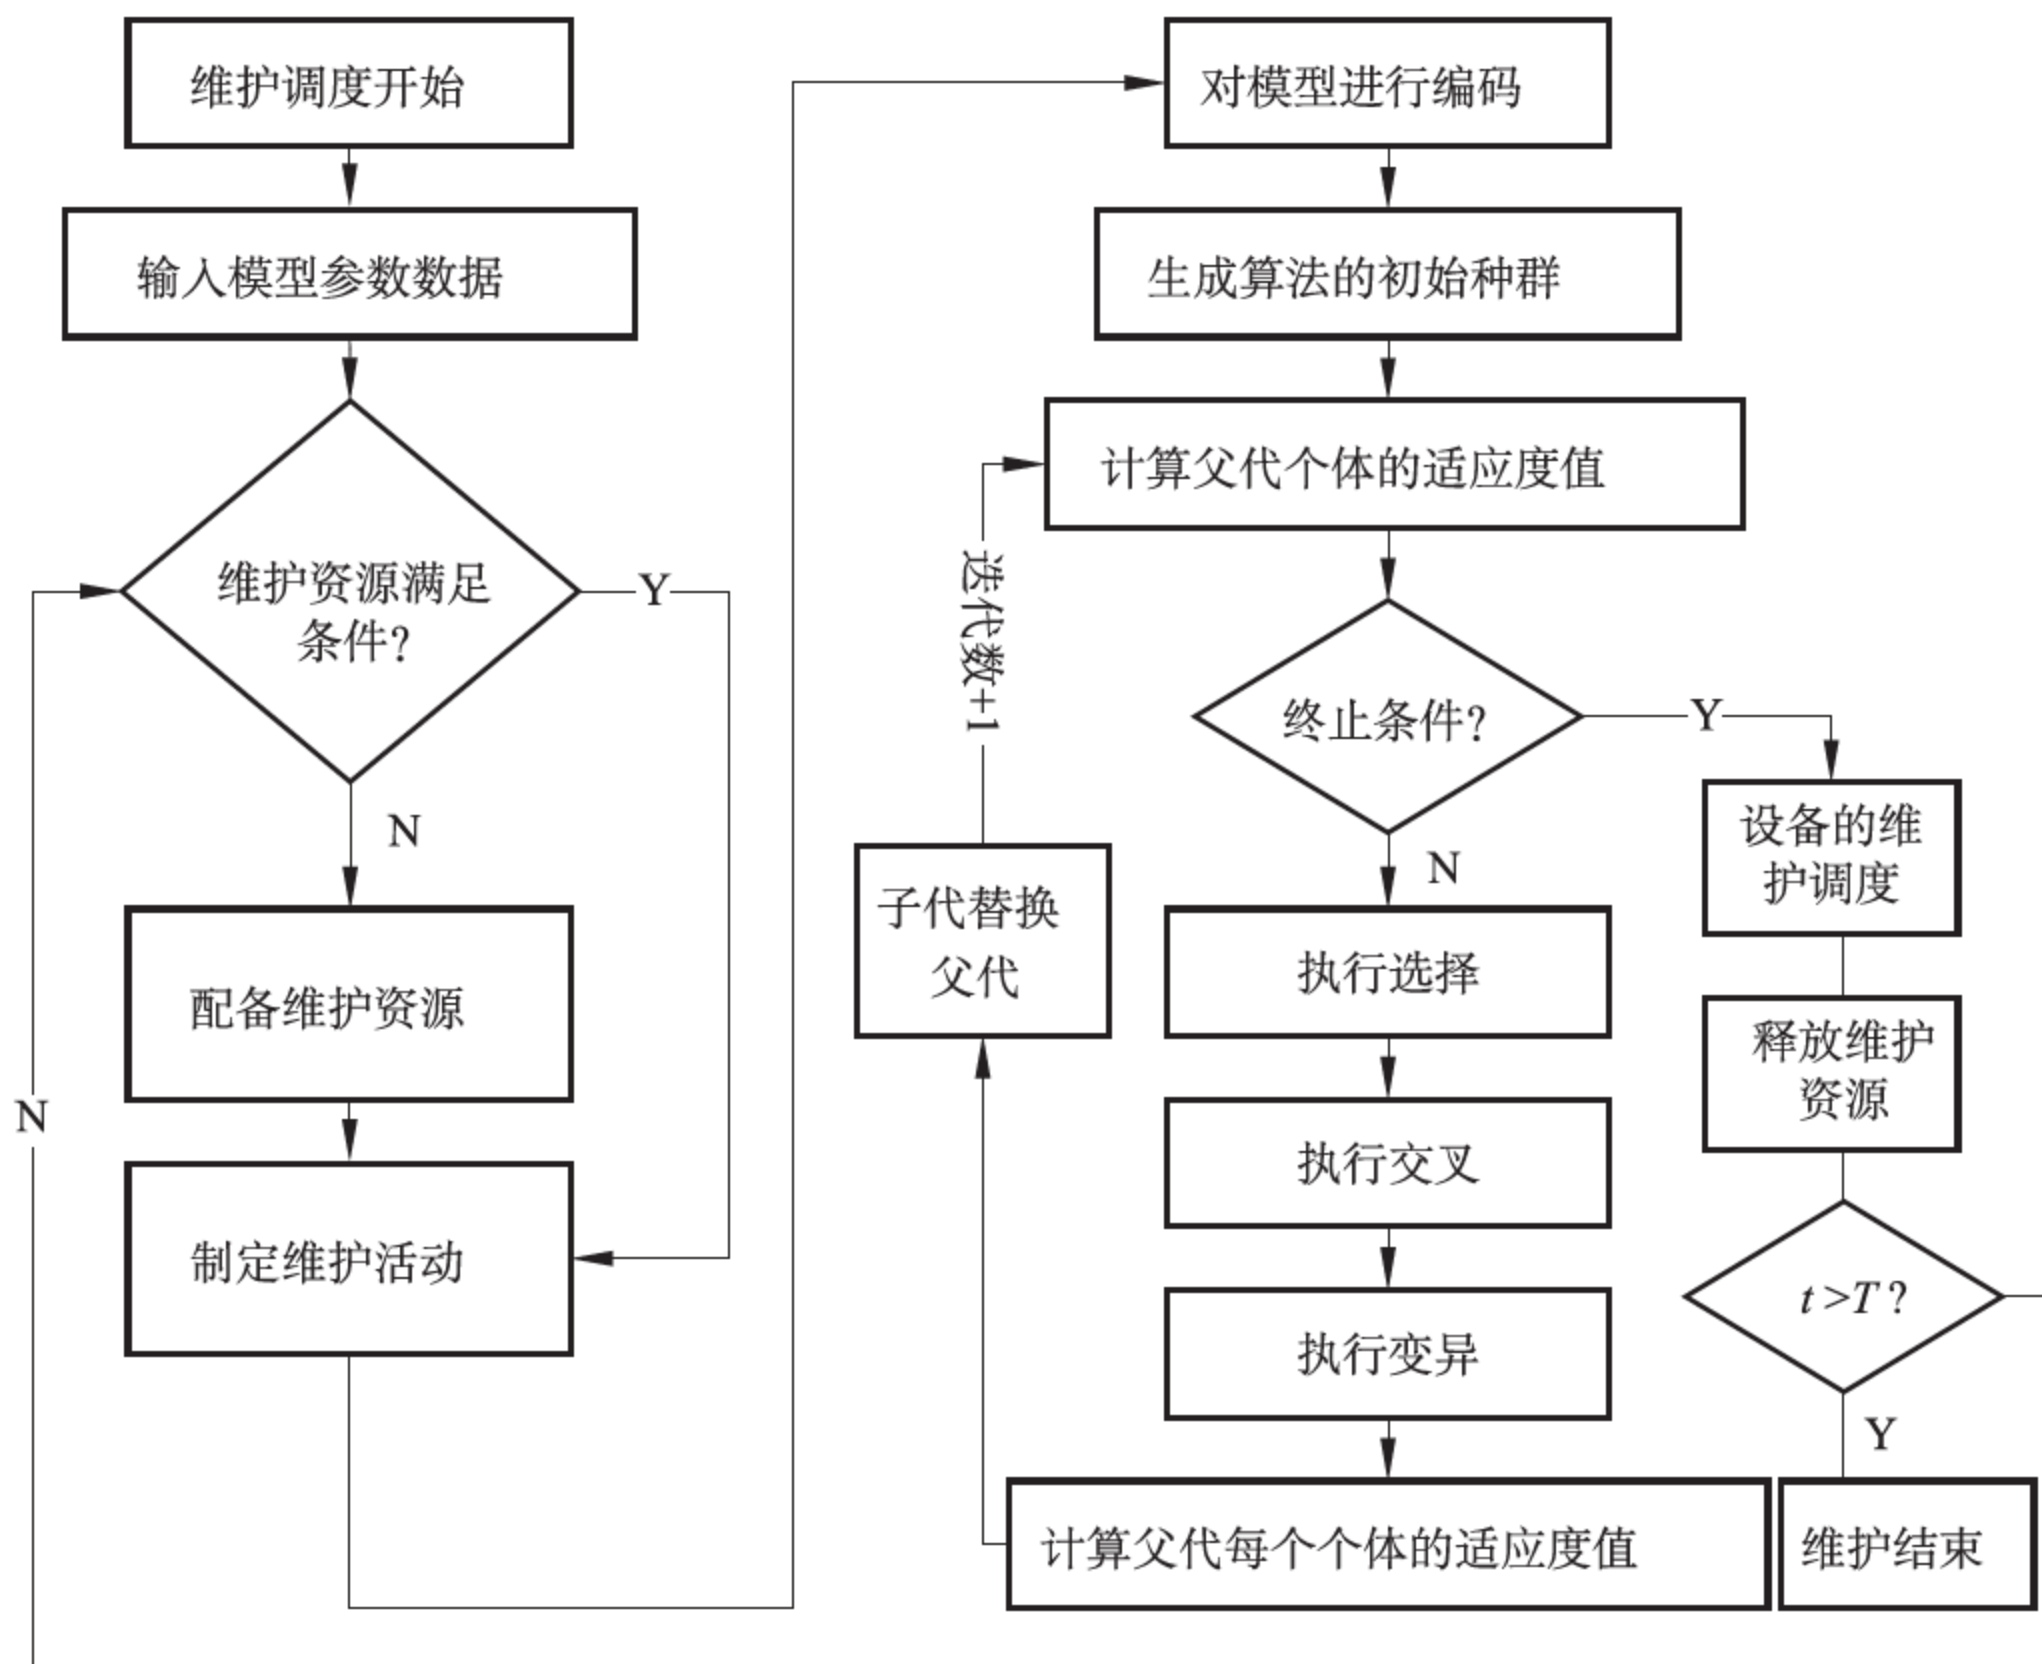 维护调度开始
输入模型参数数据
维护资源满足
条件?
Y
N
配备维护资源
制定维护活动
N
对模型进行编码
生成算法的初始种群
计算父代个体的适应度值
迭代数+1
终止条件?
Y
N
子代替换
父代
执行选择
执行交叉
执行变异
计算父代每个个体的适应度值
设备的维
护调度
释放维护
资源
t >T ?
Y
维护结束